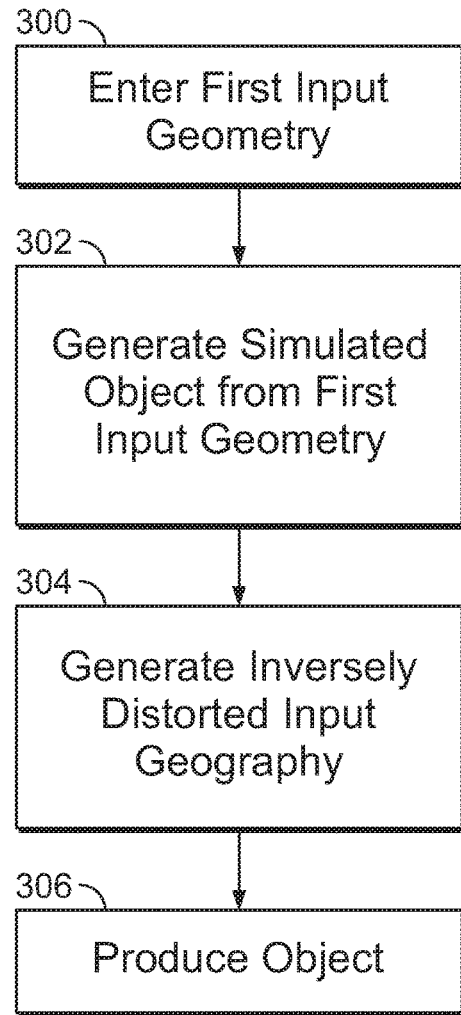 300
Enter First Input
Geometry
302
Generate Simulated
Object from First
Input Geometry
304
Generate Inversely
Distorted Input
Geography
306
Produce Object